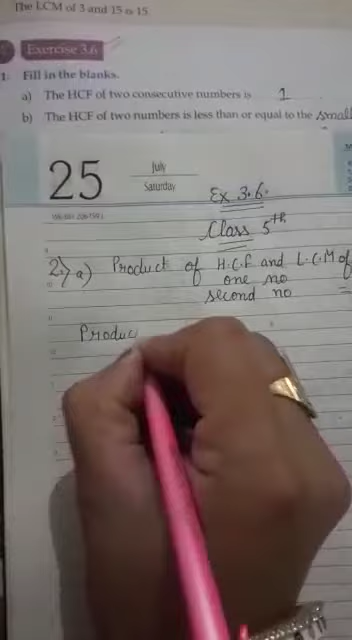 The LCM of 3 and 15 is 15
Exercise 3.6
1. Fill in the blanks.
a) The HCF of two consecutive numbers is 1
b) The HCF of two numbers is less than or equal to the small
25
July
Saturday
Ex 3.6.
Class 5th
2) a) Product of H.C.F and L.C.M of
one no
second no =
Produc